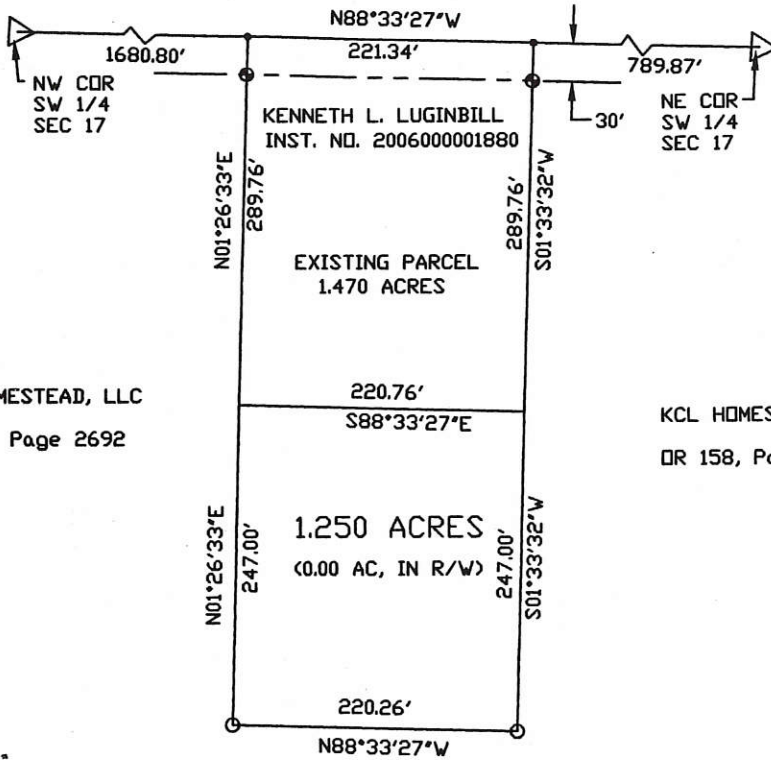 N88°33'27"W
1680.80'
221.34'
789.87'
NW COR
SW 1/4
SEC 17
NE COR
SW 1/4
SEC 17
30'
KENNETH L. LUGINBILL
INST. NO. 2006000001880
N01°26'33"E
289.76'
289.76'
S01°33'32"W
EXISTING PARCEL
1.470 ACRES
MESTEAD, LLC
Page 2692
220.76'
S88°33'27"E
KCL HOMES
OR 158, Pa
N01°26'33"E
247.00'
1.250 ACRES
(0.00 AC, IN R/W)
247.00'
S01°33'32"W
220.26'
N88°33'27"W